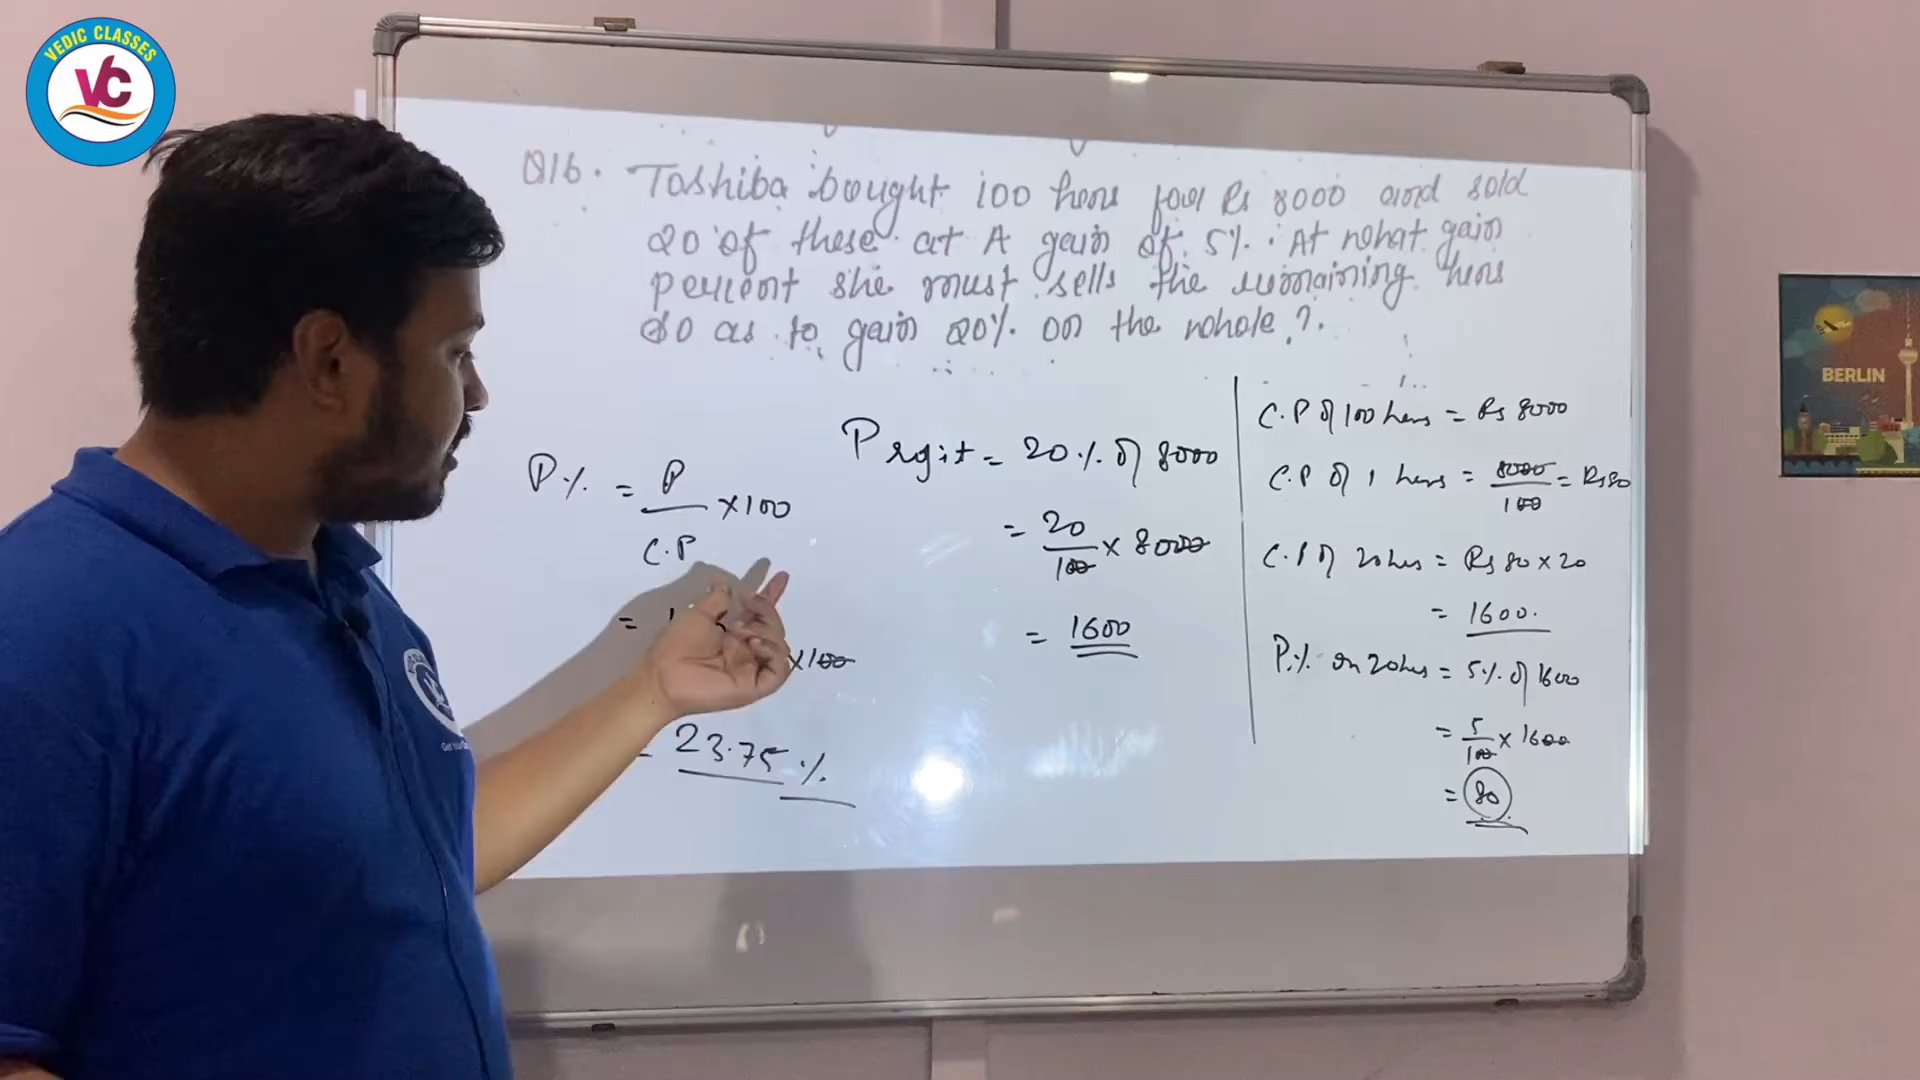 VEDIC CLASSES
VC
Q16. Toshiba bought 100 hens for Rs 8000 and sold
20 of these at A gain of 5%. At what gain
percent she must sells the remaining hens
so as to gain 20% on the whole?.
P% = P/C.P ×100
×100
= 23.75 %
Profit = 20% of 8000
= 20/100 × 8000
= 1600
C.P of 100 hens = Rs 8000
C.P of 1 hens = 8000/100 = Rs 80
C.P of 20 hens = Rs 80 × 20
= 1600.
P.% on 20 hens = 5% of 1600
= 5/100 × 1600
= 80
BERLIN